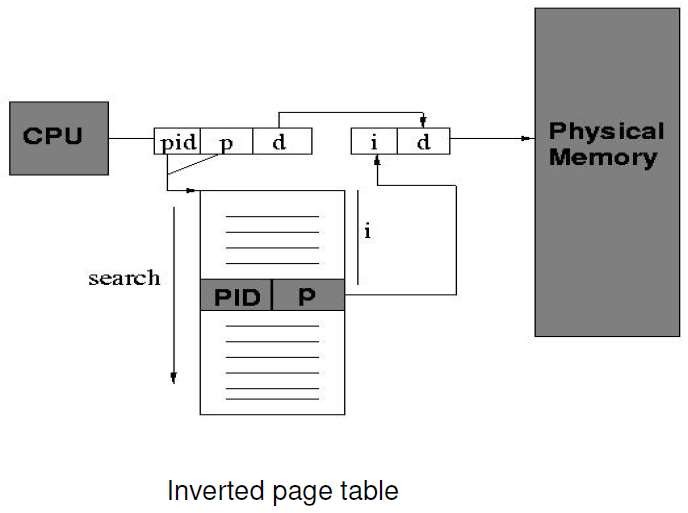 CPU
pid p d
i d
Physical
Memory
i
search
PID p
Inverted page table